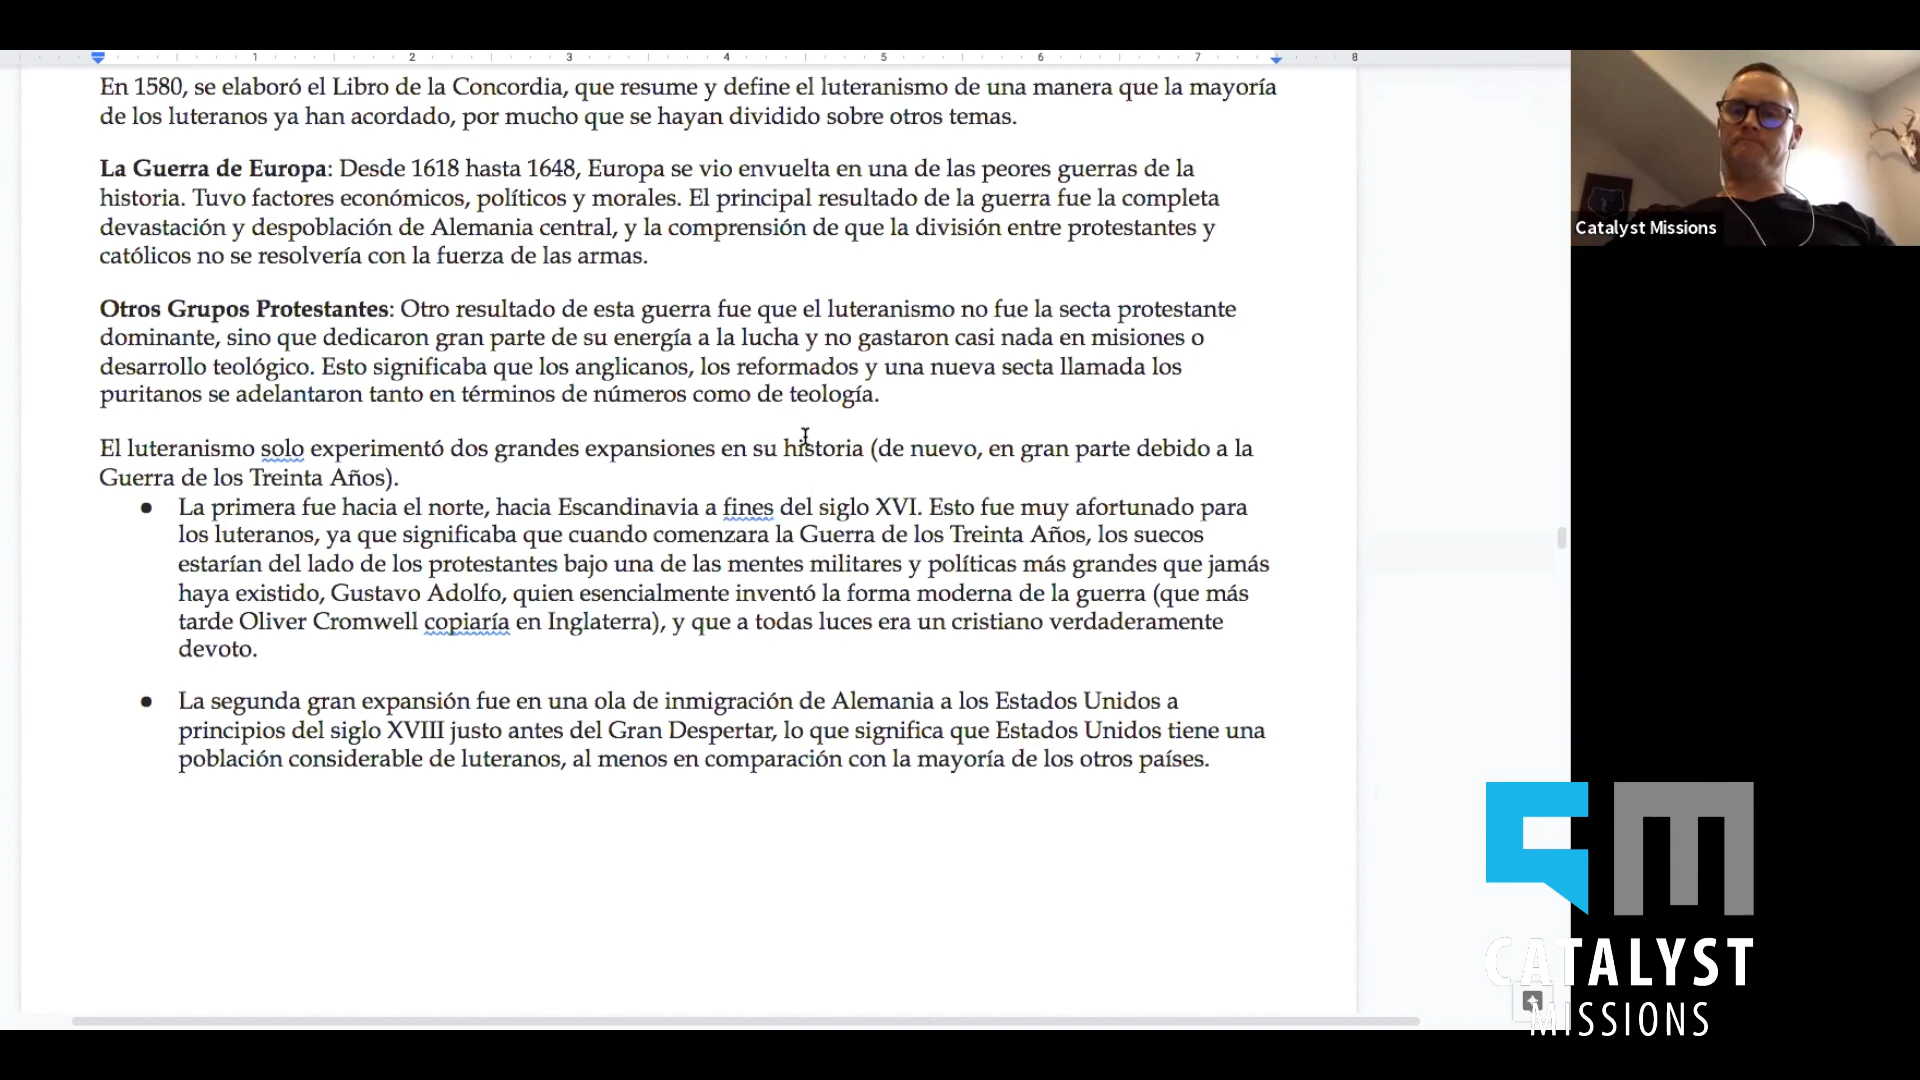 1 2 3 4 5 6 7 8
En 1580, se elaboró el Libro de la Concordia, que resume y define el luteranismo de una manera que la mayoría
de los luteranos ya han acordado, por mucho que se hayan dividido sobre otros temas.
La Guerra de Europa: Desde 1618 hasta 1648, Europa se vio envuelta en una de las peores guerras de la
historia. Tuvo factores económicos, políticos y morales. El principal resultado de la guerra fue la completa
devastación y despoblación de Alemania central, y la comprensión de que la división entre protestantes y
católicos no se resolvería con la fuerza de las armas.
Otros Grupos Protestantes: Otro resultado de esta guerra fue que el luteranismo no fue la secta protestante
dominante, sino que dedicaron gran parte de su energía a la lucha y no gastaron casi nada en misiones o
desarrollo teológico. Esto significaba que los anglicanos, los reformados y una nueva secta llamada los
puritanos se adelantaron tanto en términos de números como de teología.
El luteranismo solo experimentó dos grandes expansiones en su historia (de nuevo, en gran parte debido a la
Guerra de los Treinta Años).
● La primera fue hacia el norte, hacia Escandinavia a fines del siglo XVI. Esto fue muy afortunado para
los luteranos, ya que significaba que cuando comenzara la Guerra de los Treinta Años, los suecos
estarían del lado de los protestantes bajo una de las mentes militares y políticas más grandes que jamás
haya existido, Gustavo Adolfo, quien esencialmente inventó la forma moderna de la guerra (que más
tarde Oliver Cromwell copiaría en Inglaterra), y que a todas luces era un cristiano verdaderamente
devoto.
● La segunda gran expansión fue en una ola de inmigración de Alemania a los Estados Unidos a
principios del siglo XVIII justo antes del Gran Despertar, lo que significa que Estados Unidos tiene una
población considerable de luteranos, al menos en comparación con la mayoría de los otros países.
Catalyst Missions
CATALYST
MISSIONS